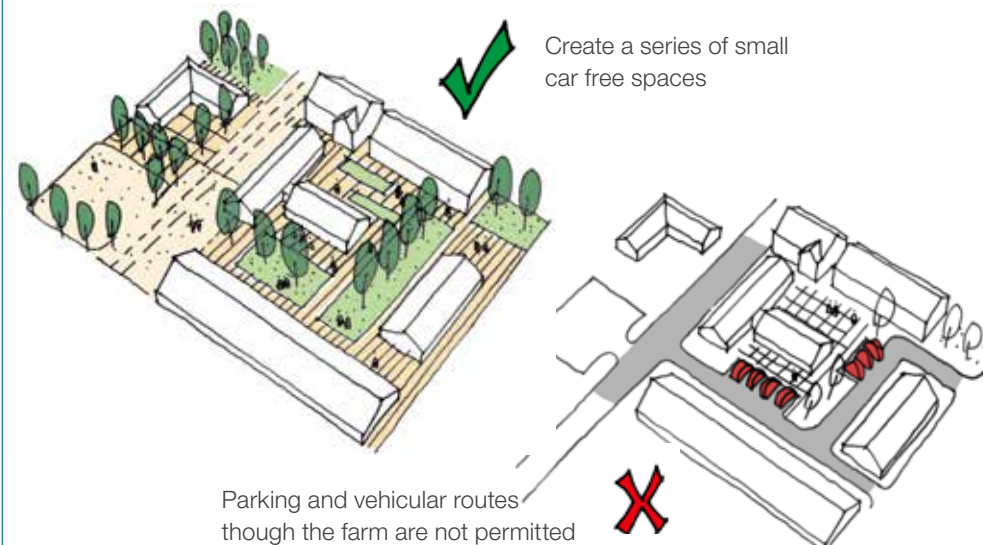 Create a series of small
car free spaces
Parking and vehicular routes
though the farm are not permitted